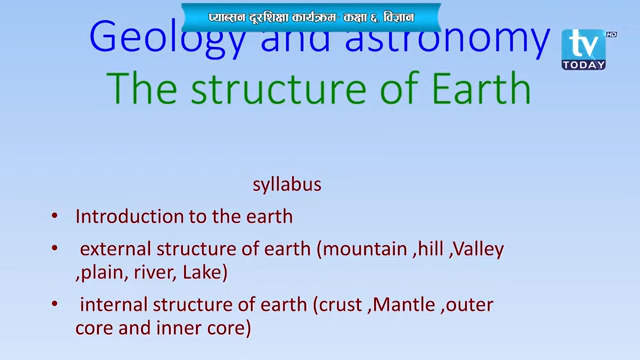 प्याब्सन दूरशिक्षा कार्यक्रम- कक्षा ६ विज्ञान
Geology and astronomy
tv HD
TODAY
The structure of Earth
syllabus
• Introduction to the earth
• external structure of earth (mountain ,hill ,Valley
,plain, river, Lake)
• internal structure of earth (crust ,Mantle ,outer
core and inner core)